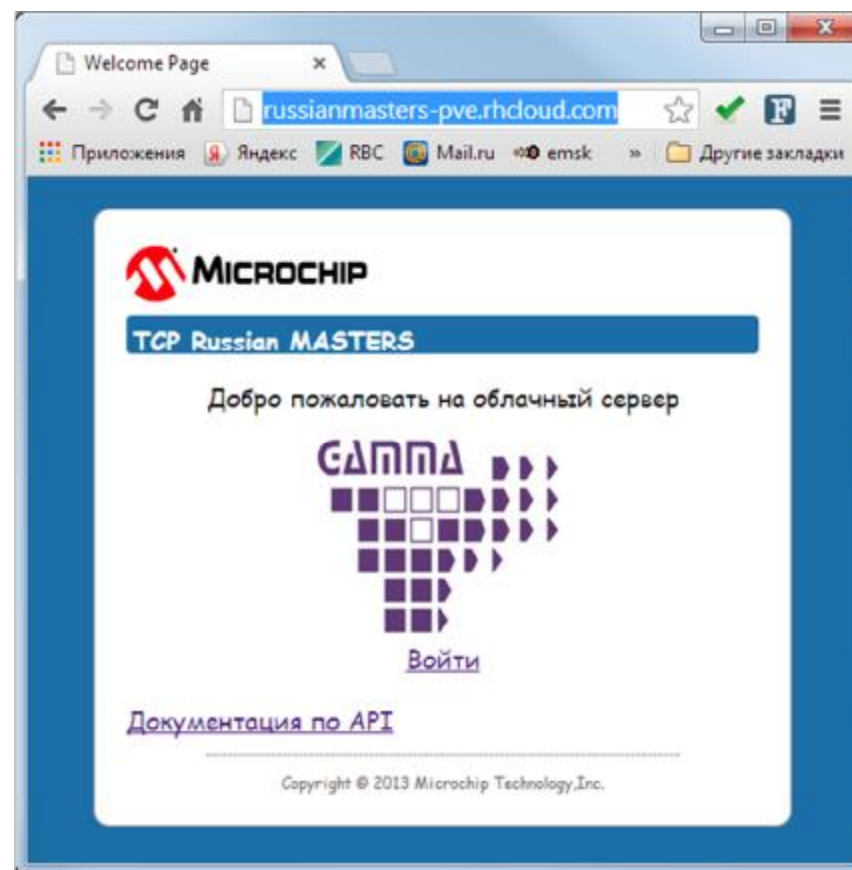 Welcome Page
russianmasters-pve.rhcloud.com
Приложения Яндекс RBC Mail.ru emsk » Другие закладки
MICROCHIP
TCP Russian MASTERS
Добро пожаловать на облачный сервер
GAMMA
Войти
Документация по API
Copyright © 2013 Microchip Technology,Inc.